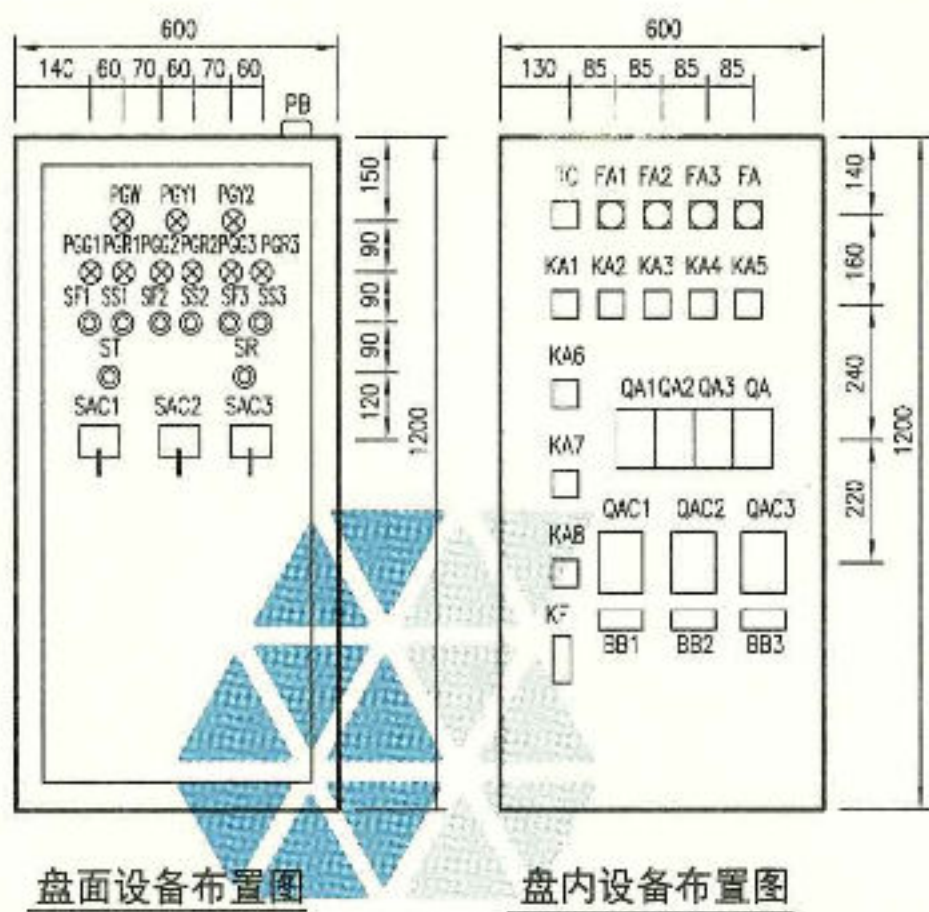 600
140 60 70 60 70 60
PB
PGW PGY1 PGY2
PGG1 PGR1 PGG2 PGR2 PGG3 PGR3
SF1 SS1 SF2 SS2 SF3 SS3
ST SR
SAC1 SAC2 SAC3
150
90
90
90
120
1200
盘面设备布置图
600
130 85 85 85 85
TC FA1 FA2 FA3 FA
KA1 KA2 KA3 KA4 KA5
KA6
QA1 QA2 QA3 QA
KA7
QAC1 QAC2 QAC3
KA8
KF
BB1 BB2 BB3
140
160
240
220
1200
盘内设备布置图